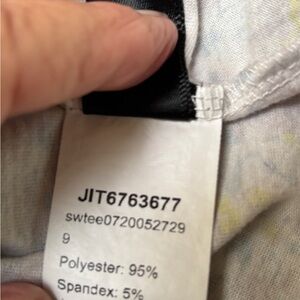 JIT6763677
swtee0720052729
9
Polyester: 95%
Spandex: 5%